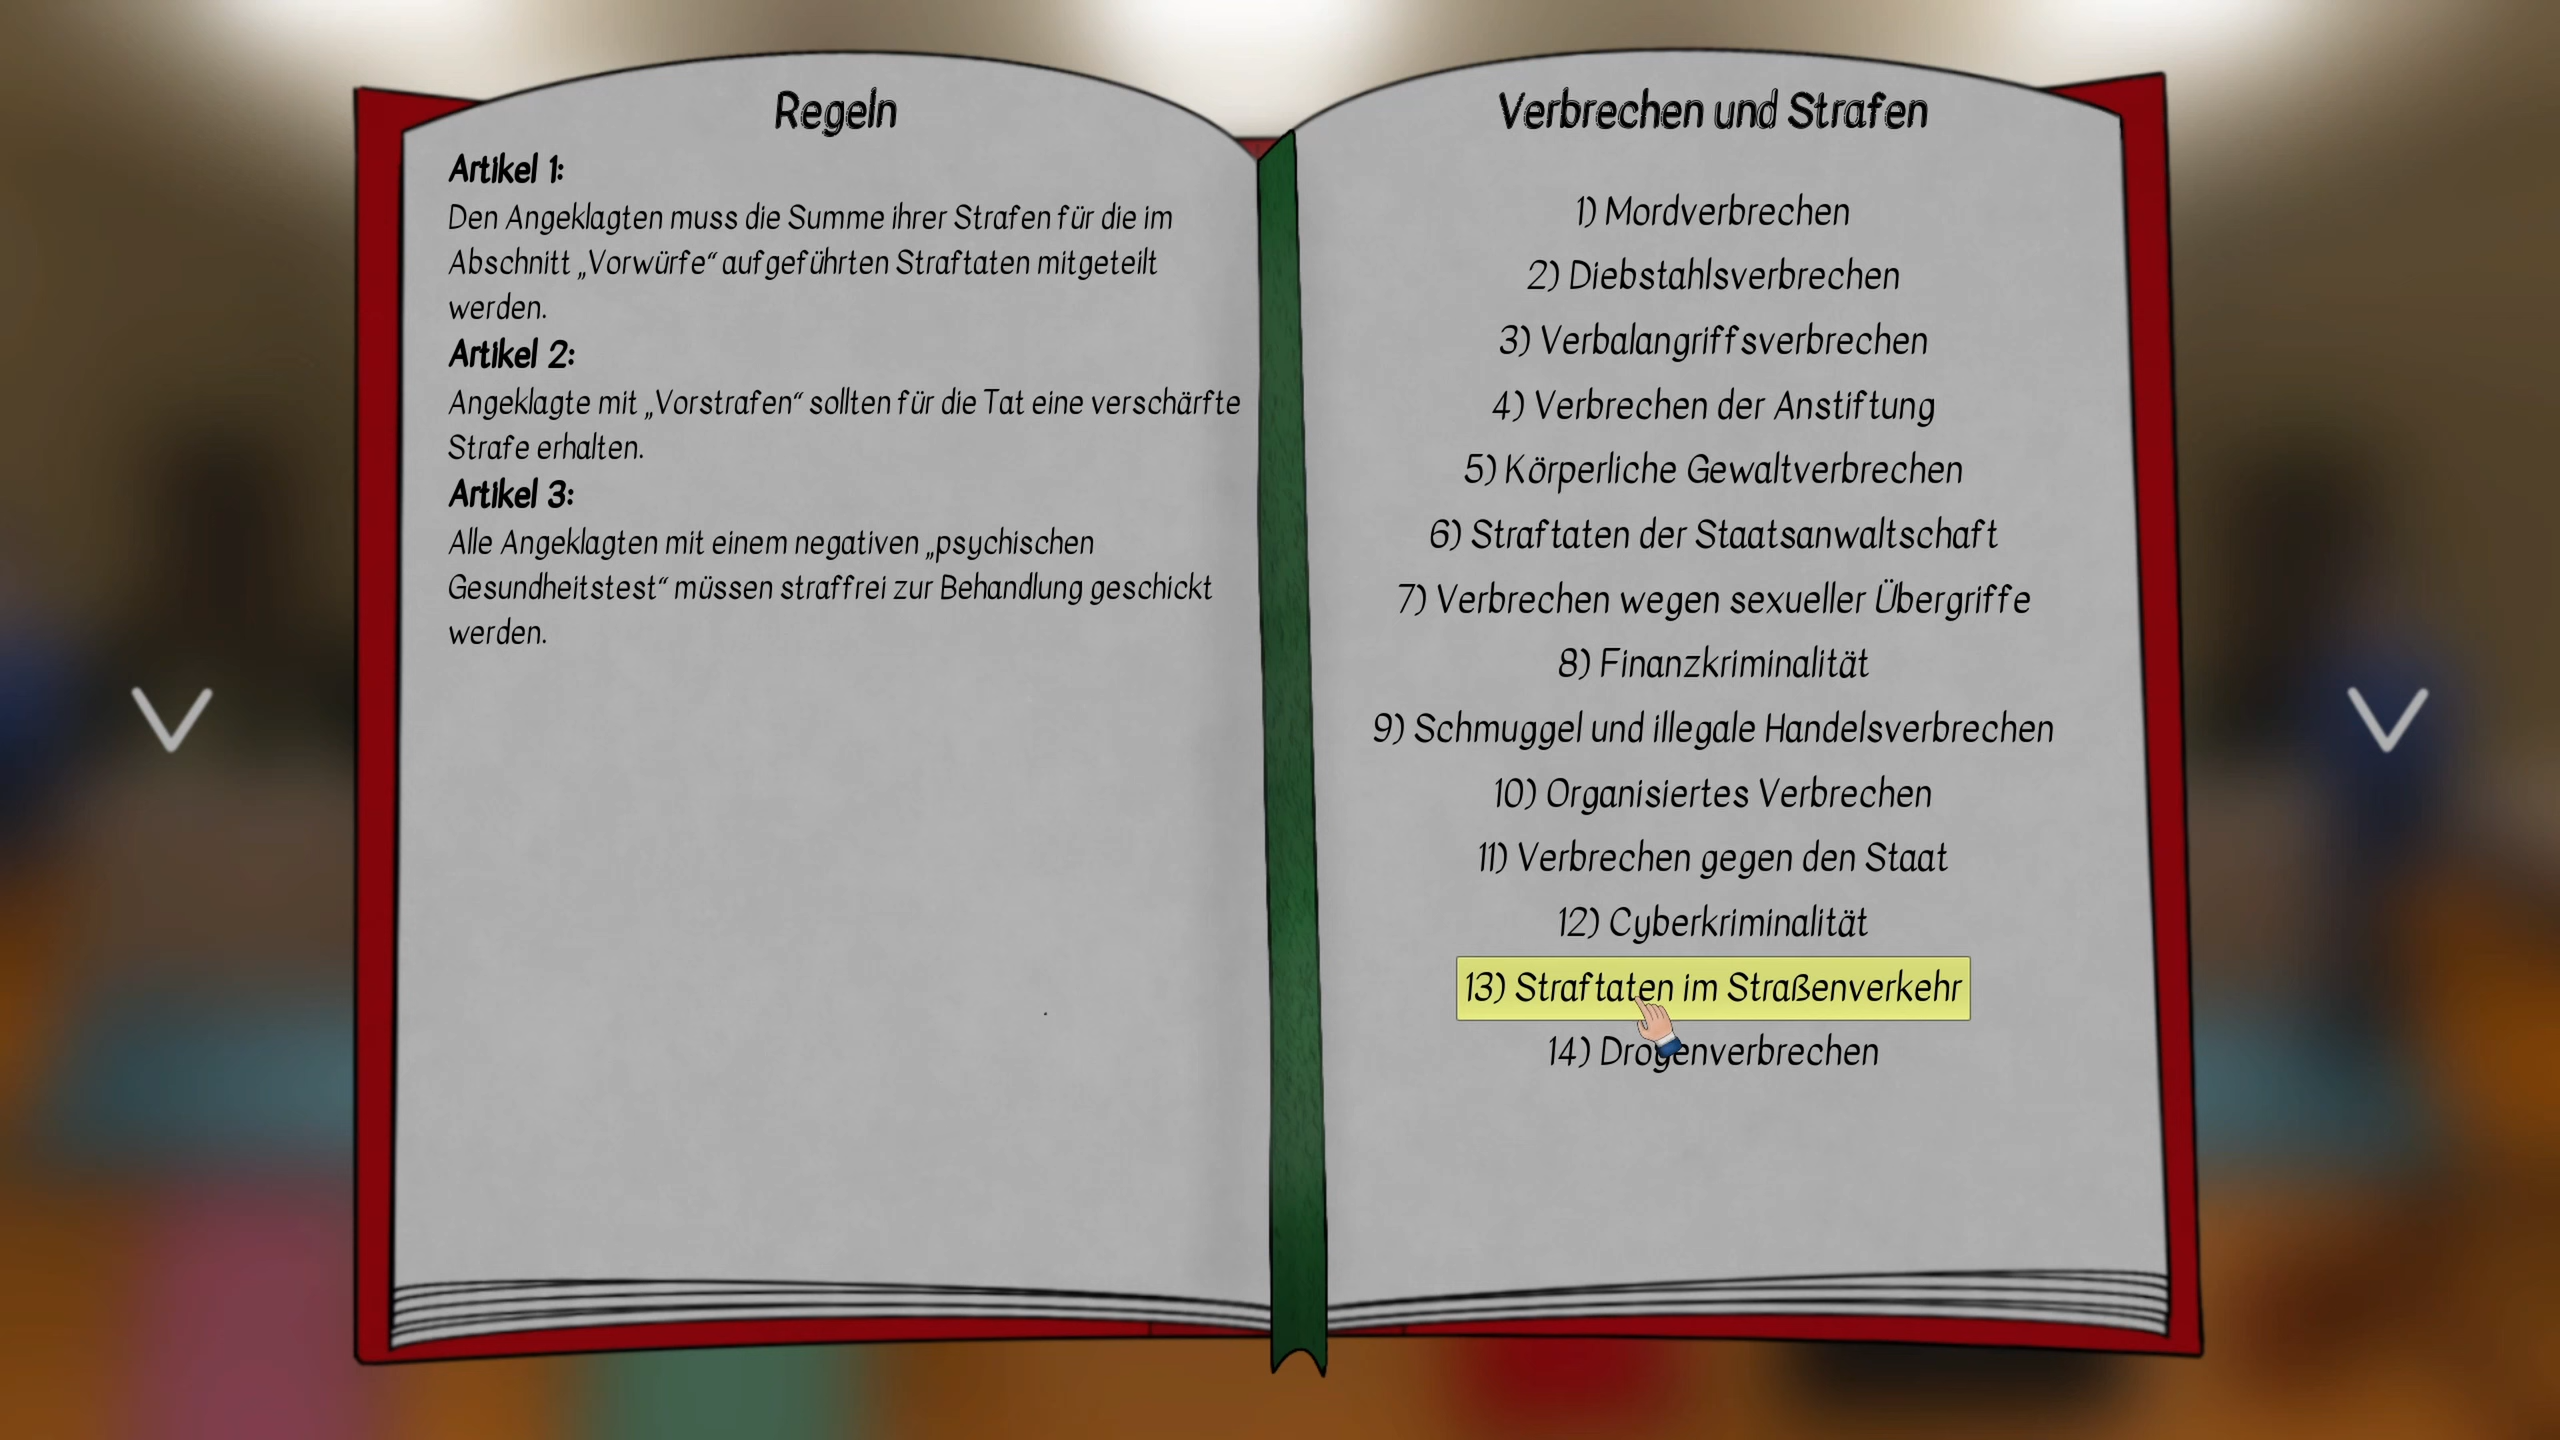 Regeln
Artikel 1:
Den Angeklagten muss die Summe ihrer Strafen für die im
Abschnitt „Vorwürfe“ aufgeführten Straftaten mitgeteilt
werden.
Artikel 2:
Angeklagte mit „Vorstrafen“ sollten für die Tat eine verschärfte
Strafe erhalten.
Artikel 3:
Alle Angeklagten mit einem negativen „psychischen
Gesundheitstest“ müssen straffrei zur Behandlung geschickt
werden.
Verbrechen und Strafen
1) Mordverbrechen
2) Diebstahlsverbrechen
3) Verbalangriffsverbrechen
4) Verbrechen der Anstiftung
5) Körperliche Gewaltverbrechen
6) Straftaten der Staatsanwaltschaft
7) Verbrechen wegen sexueller Übergriffe
8) Finanzkriminalität
9) Schmuggel und illegale Handelsverbrechen
10) Organisiertes Verbrechen
11) Verbrechen gegen den Staat
12) Cyberkriminalität
13) Straftaten im Straßenverkehr
14) Drogenverbrechen